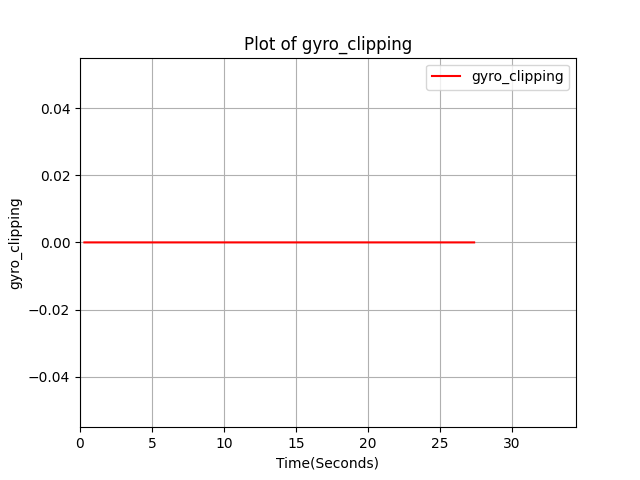 Plot of gyro_clipping
gyro_clipping
0.04
0.02
0.00
−0.02
−0.04
gyro_clipping
0 5 10 15 20 25 30
Time(Seconds)